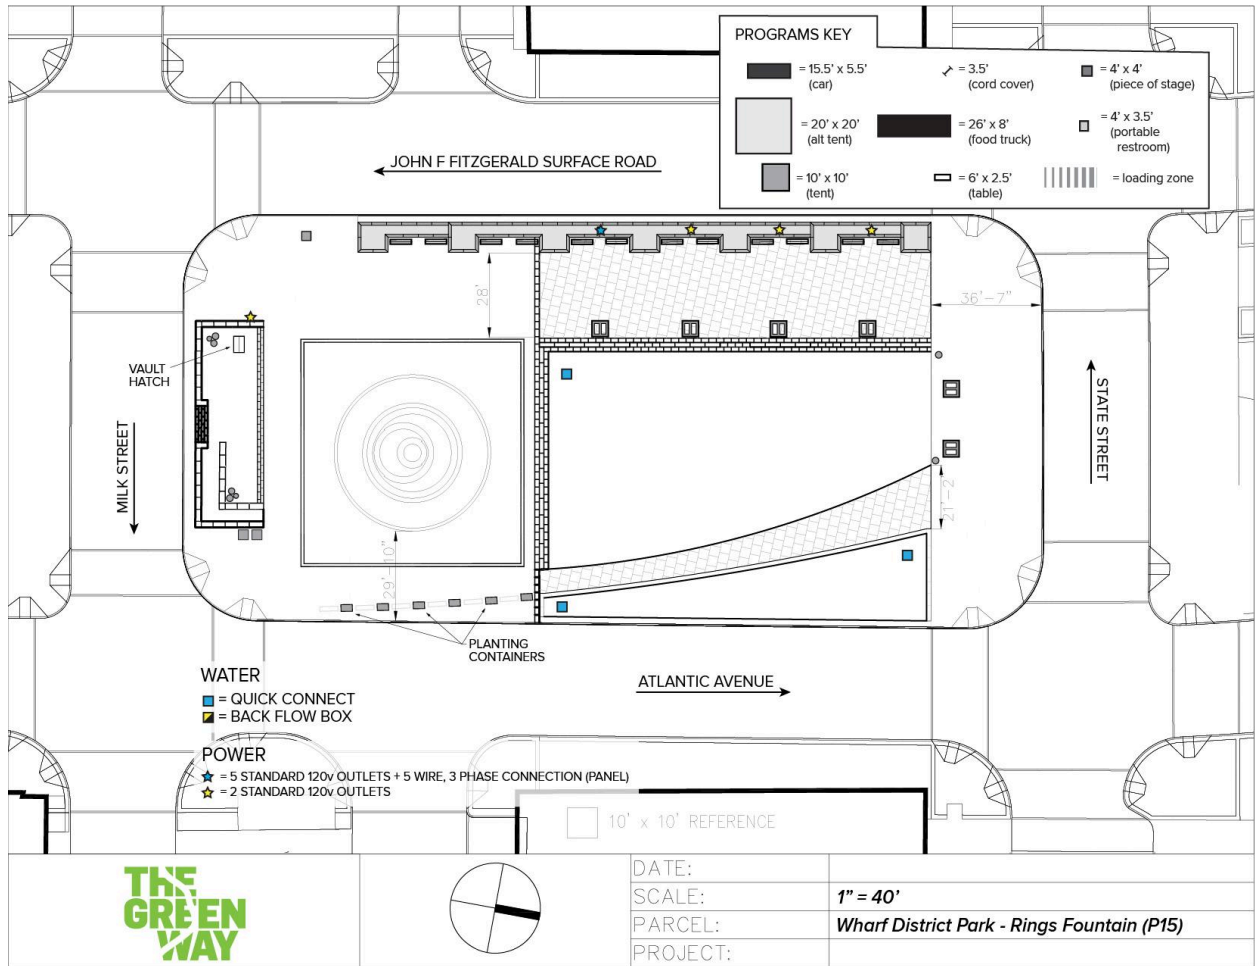 PROGRAMS KEY
= 15.5' x 5.5'
(car)
= 3.5'
(cord cover)
= 4' x 4'
(piece of stage)
= 20' x 20'
(alt tent)
= 26' x 8'
(food truck)
= 4' x 3.5'
(portable
restroom)
= 10' x 10'
(tent)
= 6' x 2.5'
(table)
= loading zone
JOHN F FITZGERALD SURFACE ROAD
28'
36'-7"
VAULT
HATCH
MILK STREET
STATE STREET
21'-2"
29'-10"
PLANTING
CONTAINERS
ATLANTIC AVENUE
WATER
= QUICK CONNECT
= BACK FLOW BOX
POWER
= 5 STANDARD 120v OUTLETS + 5 WIRE, 3 PHASE CONNECTION (PANEL)
= 2 STANDARD 120v OUTLETS
10' x 10' REFERENCE
THE
GREEN
WAY
DATE:
SCALE: 1" = 40'
PARCEL: Wharf District Park - Rings Fountain (P15)
PROJECT: